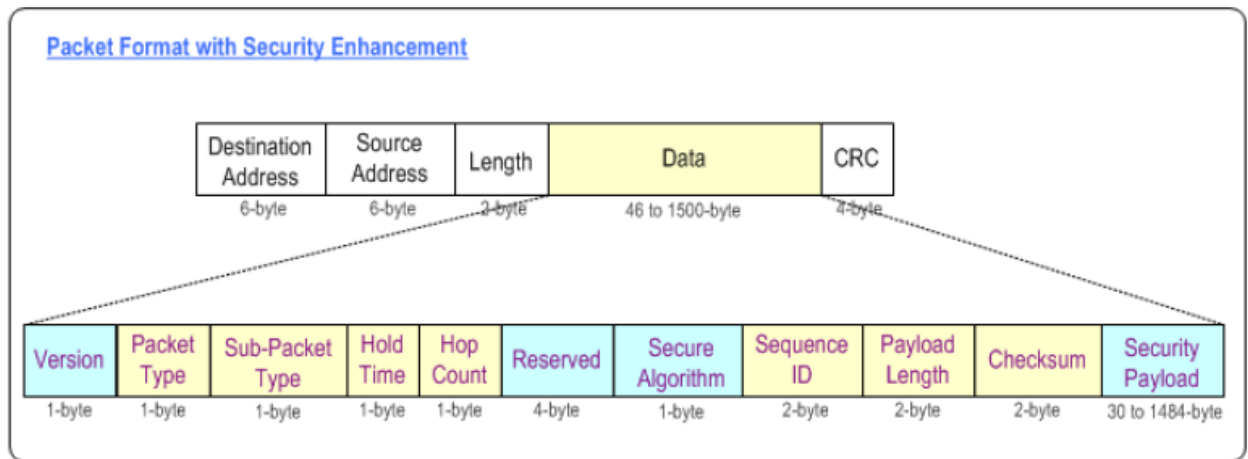 Packet Format with Security Enhancement
Destination
Address
Source
Address
Length
Data
CRC
6-byte
6-byte
2-byte
46 to 1500-byte
4-byte
Version
Packet
Type
Sub-Packet
Type
Hold
Time
Hop
Count
Reserved
Secure
Algorithm
Sequence
ID
Payload
Length
Checksum
Security
Payload
1-byte
1-byte
1-byte
1-byte
1-byte
4-byte
1-byte
2-byte
2-byte
2-byte
30 to 1484-byte